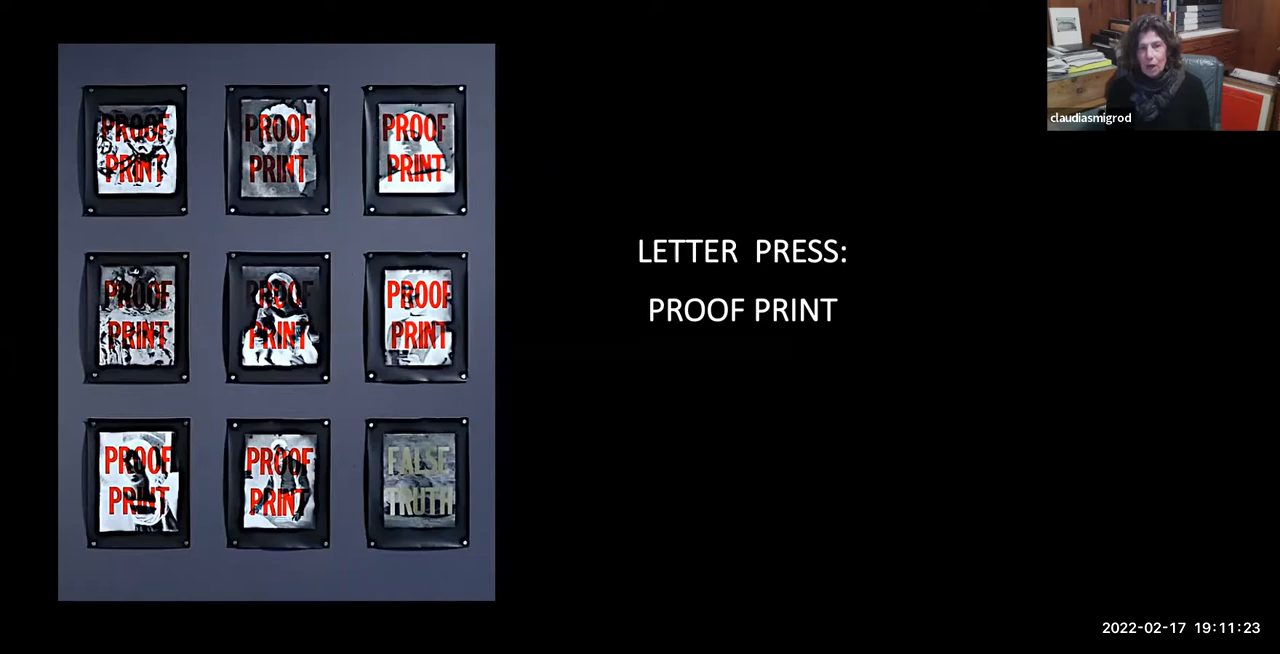 claudiasmigrod
PROOF
PRINT
PROOF
PRINT
PROOF
PRINT
PROOF
PRINT
PROOF
PRINT
PROOF
PRINT
PROOF
PRINT
PROOF
PRINT
FALSE
TRUTH
LETTER PRESS:
PROOF PRINT
2022-02-17 19:11:23